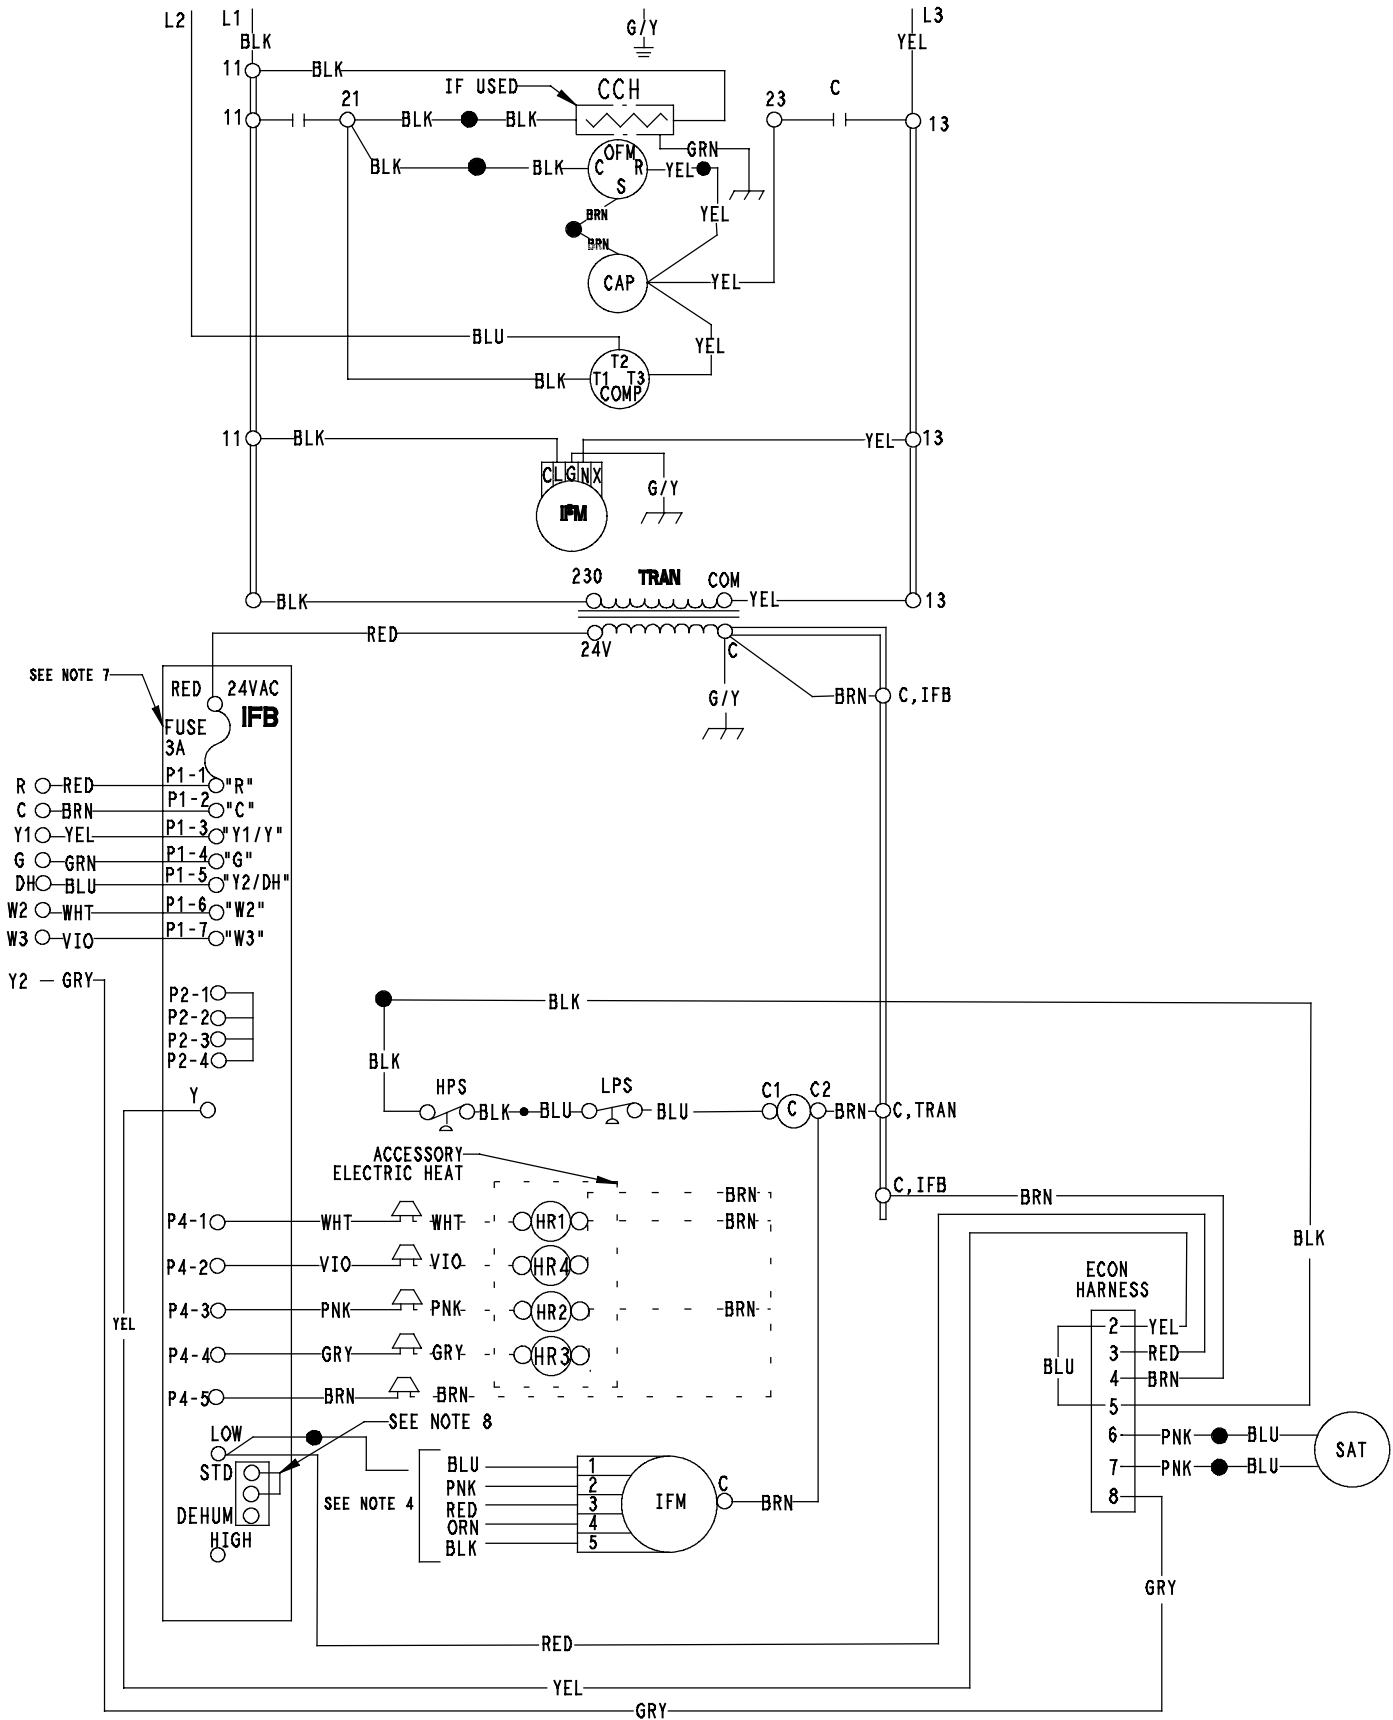 L2
L1
BLK
G/Y
L3
YEL
11
BLK
IF USED
CCH
C
11
21
BLK
BLK
23
13
BLK
BLK
OFM
C
R
S
YEL
GRN
BRN
BRN
YEL
CAP
YEL
BLU
YEL
T2
T1
T3
COMP
BLK
11
BLK
YEL
13
C
L
G
N
X
IFM
G/Y
230
TRAN
COM
BLK
YEL
13
RED
24V
C
SEE NOTE 7
RED
24VAC
IFB
FUSE
3A
G/Y
BRN
C,IFB
R
RED
P1-1
"R"
C
BRN
P1-2
"C"
Y1
YEL
P1-3
"Y1/Y"
G
GRN
P1-4
"G"
DH
BLU
P1-5
"Y2/DH"
W2
WHT
P1-6
"W2"
W3
VIO
P1-7
"W3"
Y2
GRY
P2-1
P2-2
P2-3
P2-4
BLK
BLK
Y
HPS
BLK
BLU
LPS
BLU
C1
C
C2
BRN
C,TRAN
ACCESSORY
ELECTRIC HEAT
BRN
C,IFB
BRN
P4-1
WHT
WHT
HR1
BRN
BLK
P4-2
VIO
VIO
HR4
ECON
HARNESS
P4-3
PNK
PNK
HR2
BRN
YEL
P4-4
GRY
GRY
HR3
P4-5
BRN
BRN
2
YEL
3
RED
BLU
4
BRN
5
6
PNK
BLU
7
PNK
BLU
8
SAT
LOW
SEE NOTE 8
STD
DEHUM
HIGH
SEE NOTE 4
BLU
1
PNK
2
RED
3
ORN
4
BLK
5
IFM
C
BRN
GRY
RED
YEL
GRY